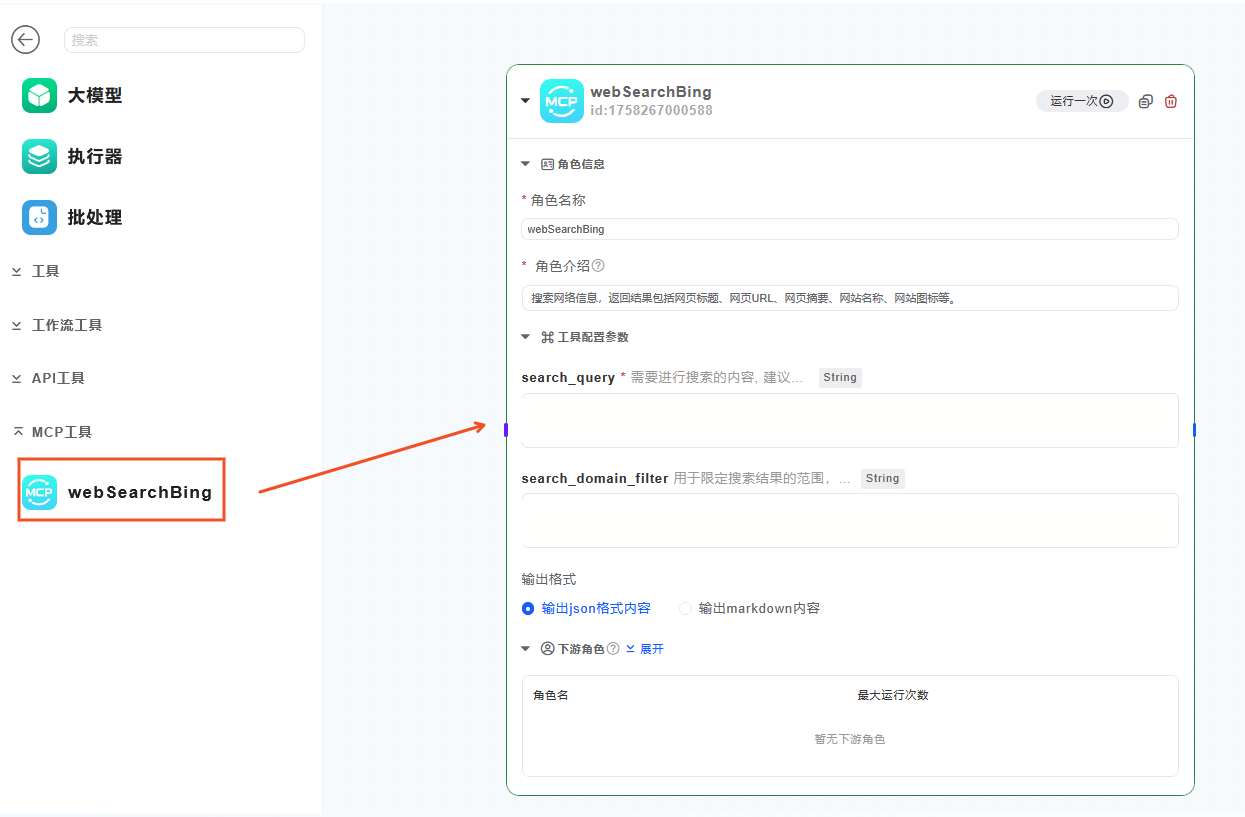 搜索
大模型
执行器
批处理
工具
工作流工具
API工具
MCP工具
MCP webSearchBing
MCP webSearchBing
id:1758267000588
运行一次
角色信息
* 角色名称
webSearchBing
* 角色介绍
搜索网络信息，返回结果包括网页标题、网页URL、网页摘要、网站名称、网站图标等。
工具配置参数
search_query * 需要进行搜索的内容, 建议... String
search_domain_filter 用于限定搜索结果的范围，... String
输出格式
输出json格式内容 输出markdown内容
下游角色 展开
角色名 最大运行次数
暂无下游角色